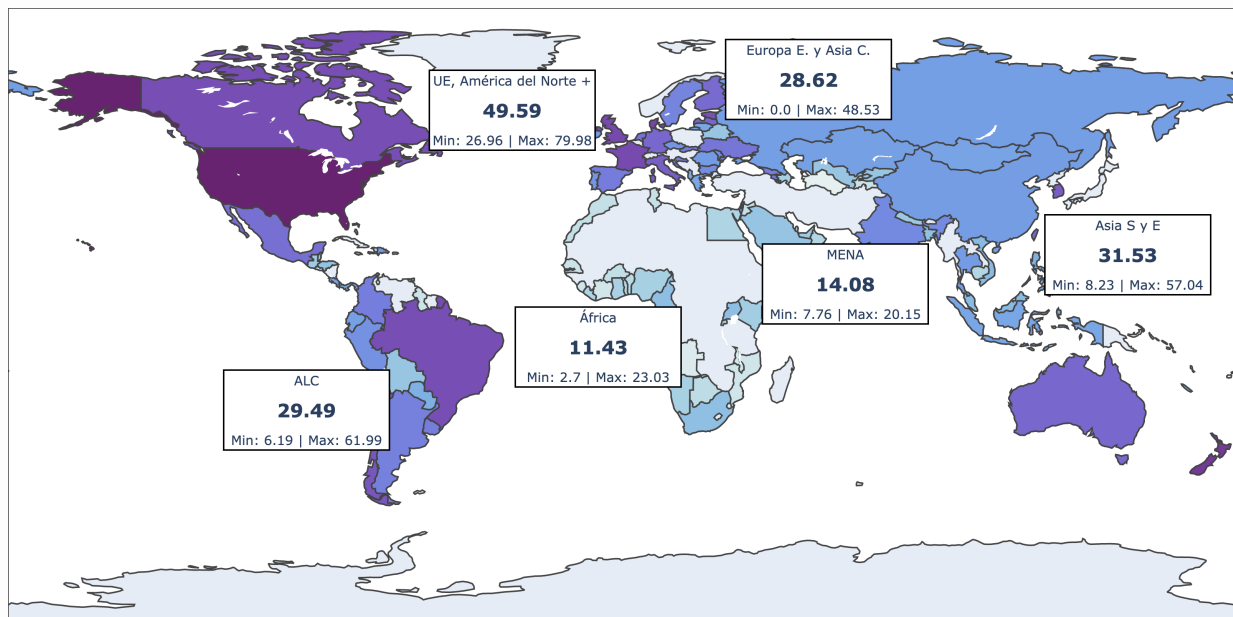 Europa E. y Asia C.
28.62
Min: 0.0 | Max: 48.53
UE, América del Norte +
49.59
Min: 26.96 | Max: 79.98
Asia S y E
31.53
Min: 8.23 | Max: 57.04
MENA
14.08
Min: 7.76 | Max: 20.15
África
11.43
Min: 2.7 | Max: 23.03
ALC
29.49
Min: 6.19 | Max: 61.99